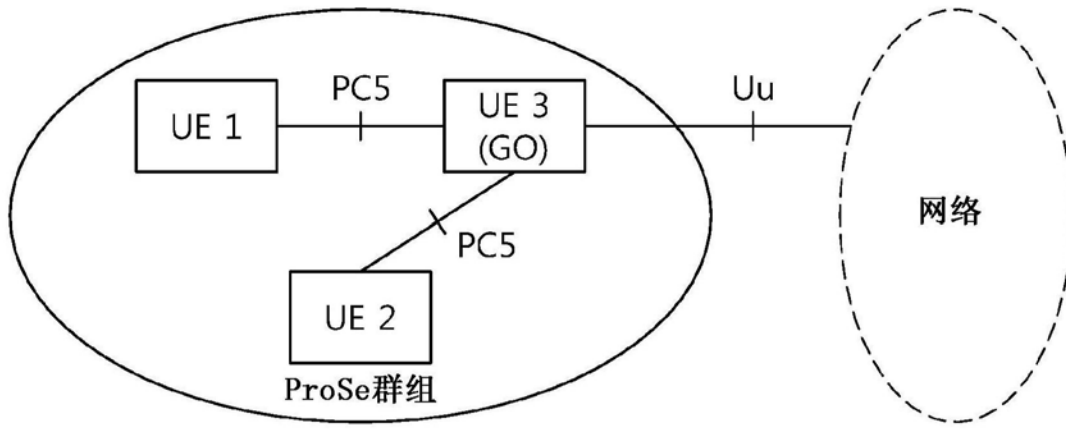 PC5
Uu
UE 1
UE 3
(GO)
网络
PC5
UE 2
ProSe群组